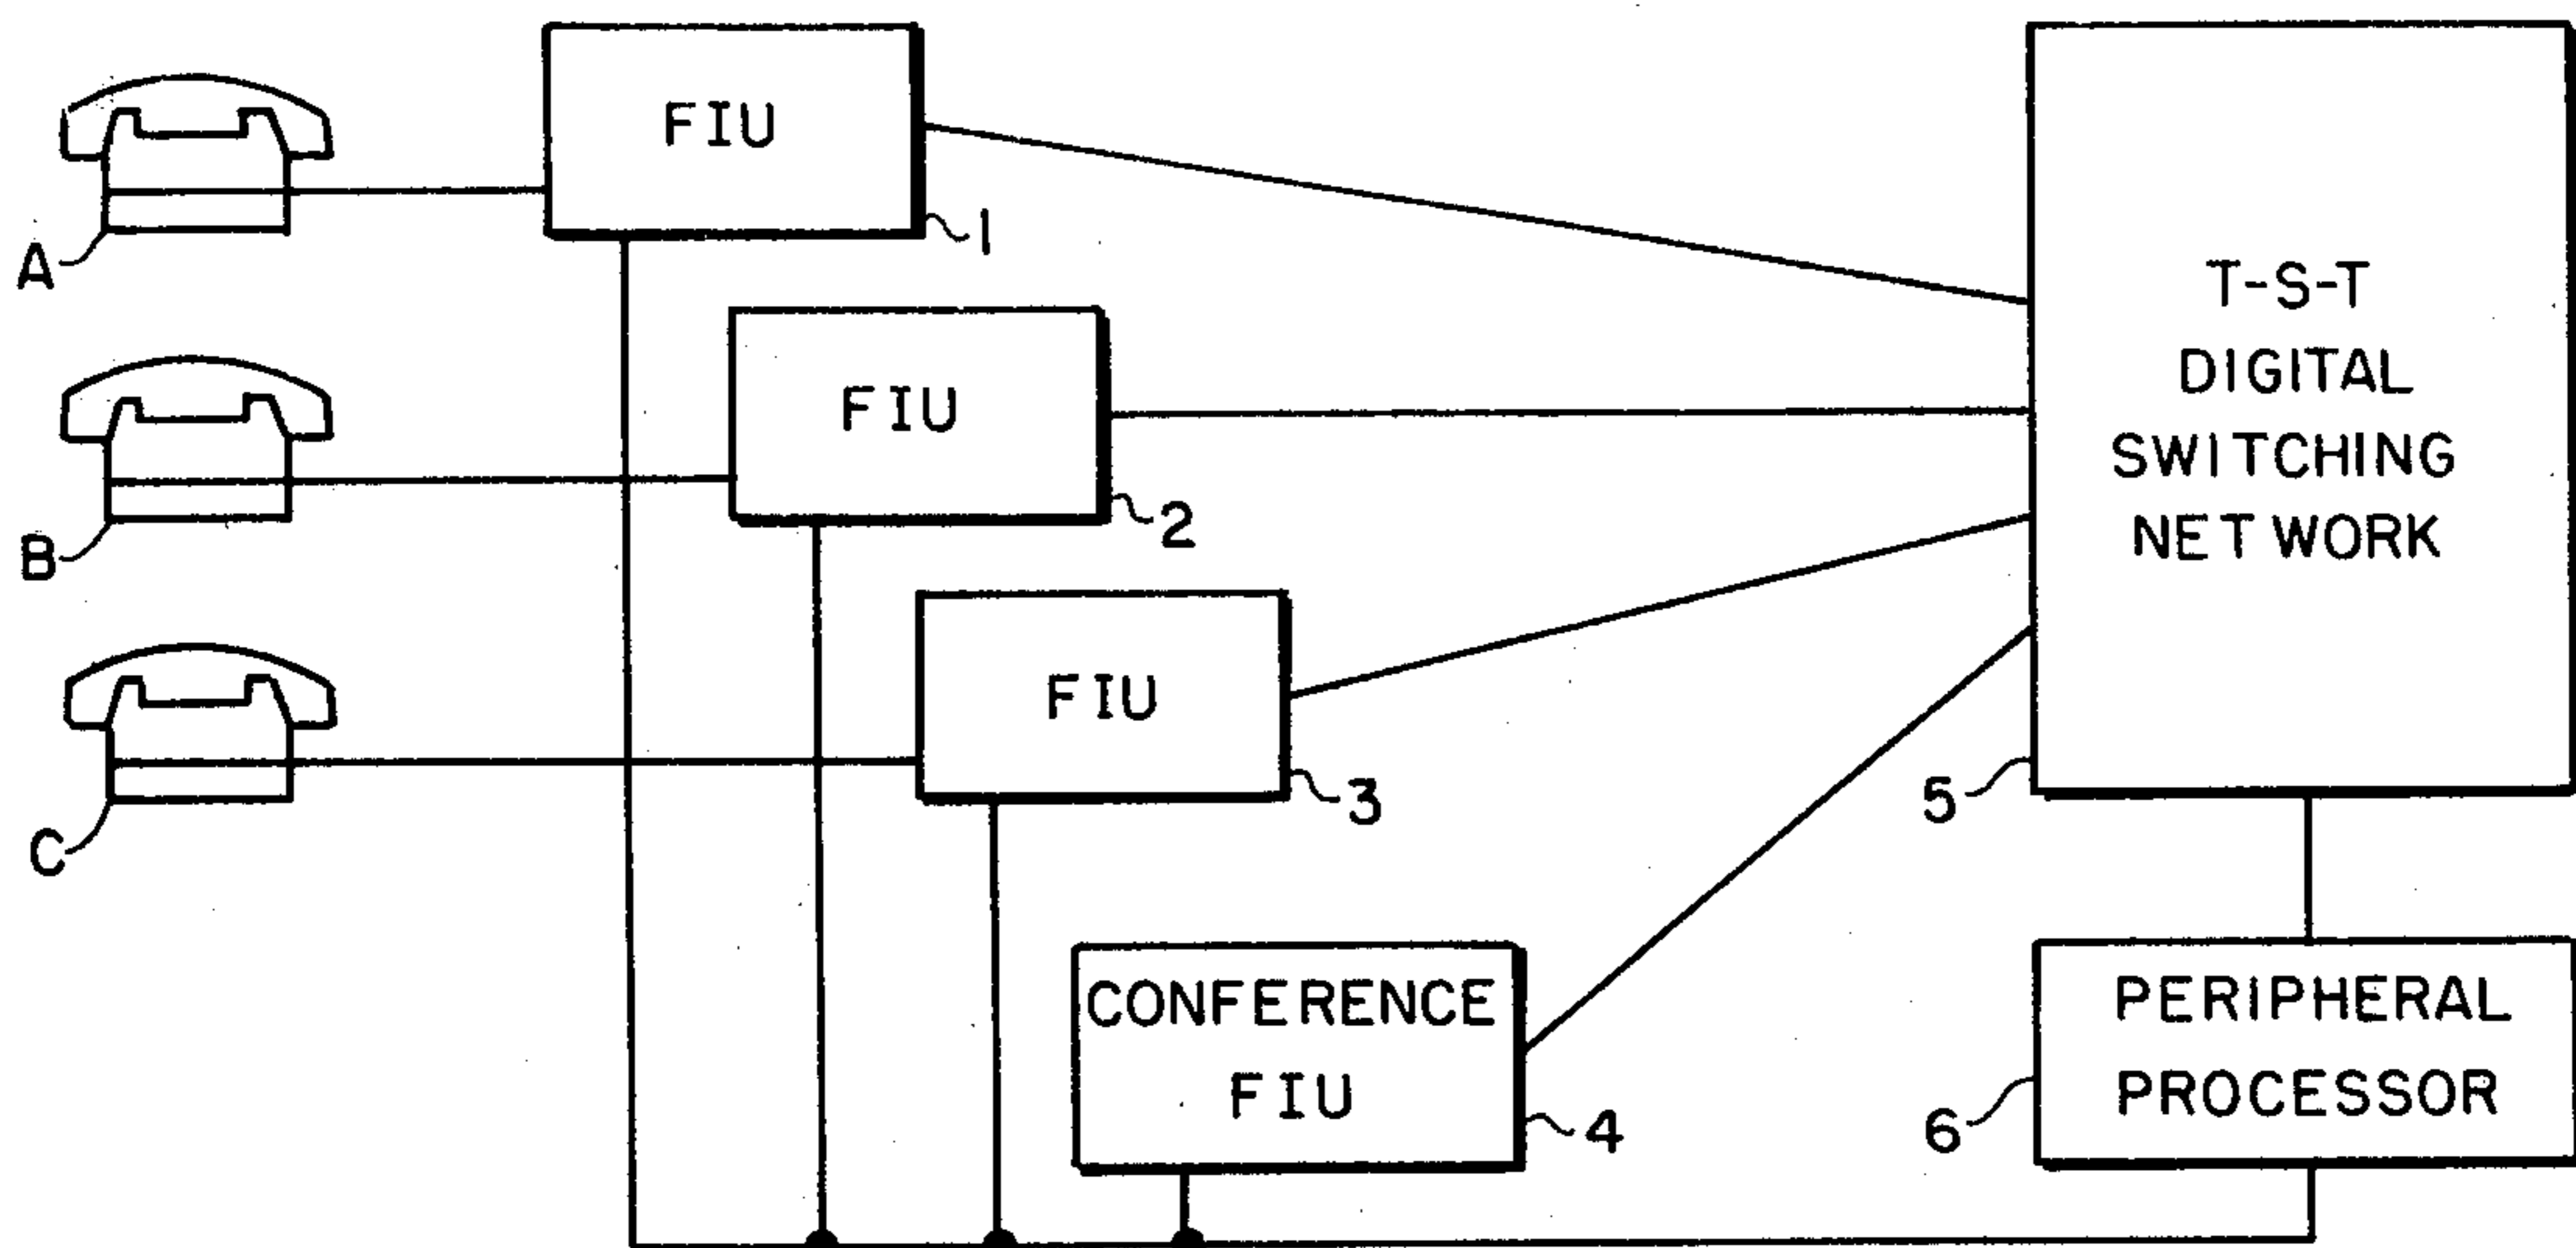 FIU
1
A
FIU
2
B
FIU
3
C
T-S-T
DIGITAL
SWITCHING
NETWORK
5
CONFERENCE
FIU
4
PERIPHERAL
PROCESSOR
6